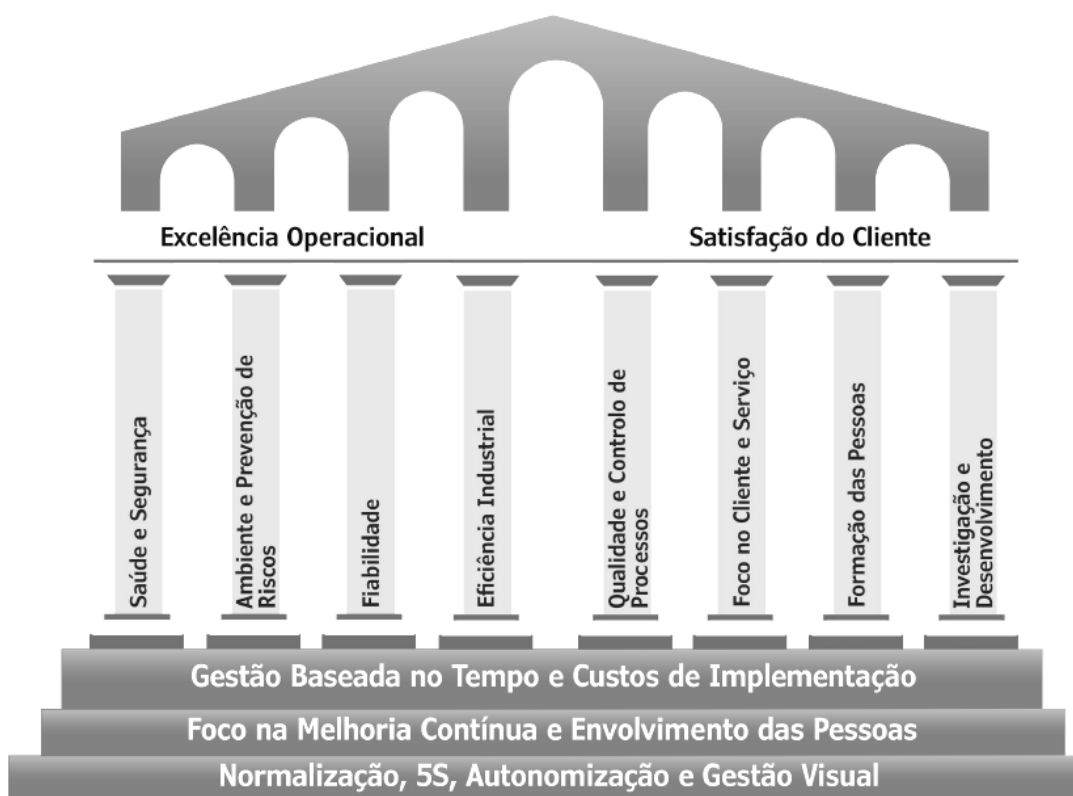 Excelência Operacional
Satisfação do Cliente
Saúde e Segurança
Ambiente e Prevenção de
Riscos
Fiabilidade
Eficiência Industrial
Qualidade e Controlo de
Processos
Foco no Cliente e Serviço
Formação das Pessoas
Investigação e
Desenvolvimento
Gestão Baseada no Tempo e Custos de Implementação
Foco na Melhoria Contínua e Envolvimento das Pessoas
Normalização, 5S, Autonomização e Gestão Visual